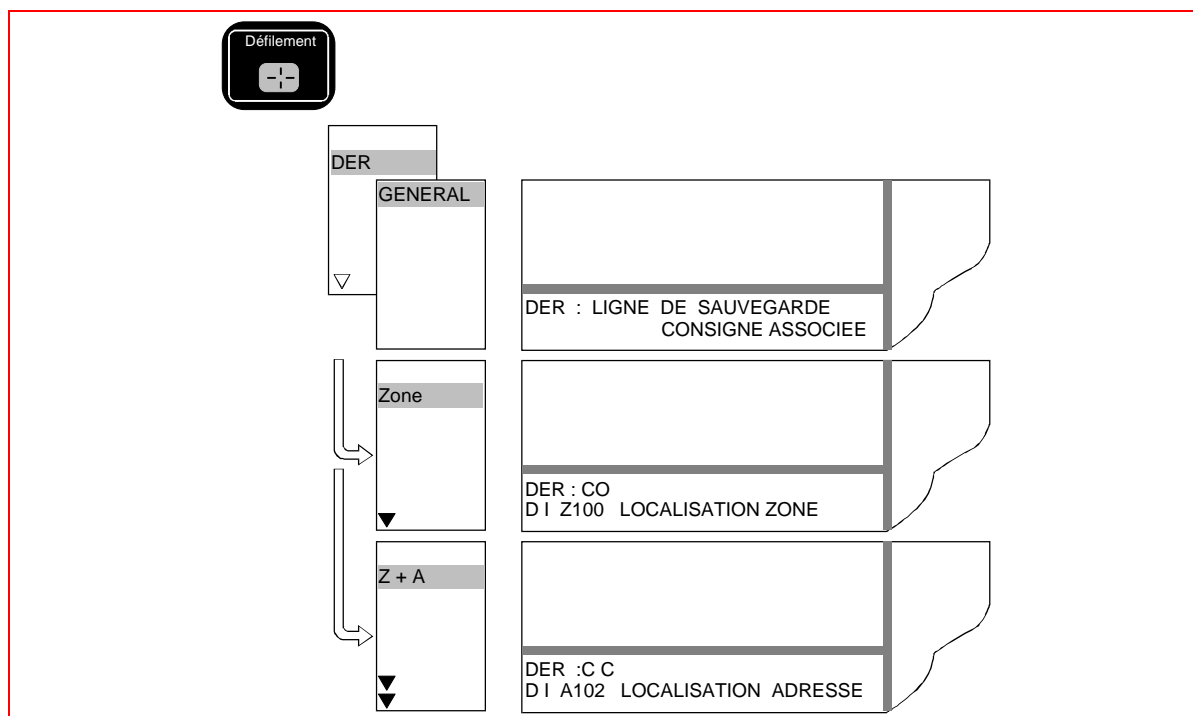 Défilement
DER
GENERAL
DER : LIGNE DE SAUVEGARDE
CONSIGNE ASSOCIEE
Zone
DER : CO
D I Z100 LOCALISATION ZONE
Z + A
DER :C C
D I A102 LOCALISATION ADRESSE